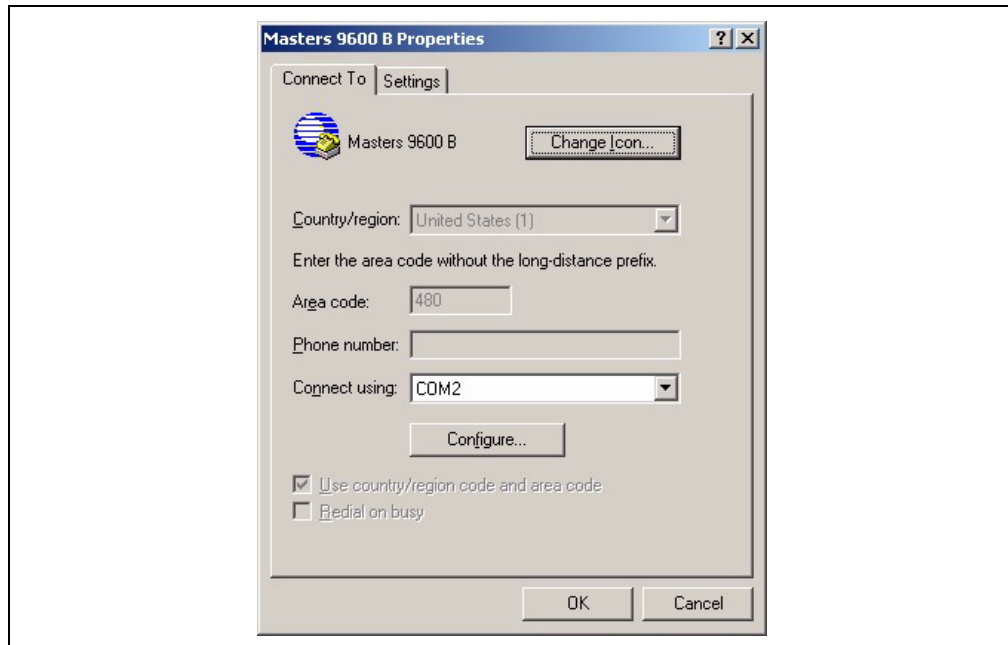 Masters 9600 B Properties
Connect To Settings
Masters 9600 B Change Icon...
Country/region: United States (1)
Enter the area code without the long-distance prefix.
Area code: 480
Phone number:
Connect using: COM2
Configure...
Use country/region code and area code
Redial on busy
OK Cancel